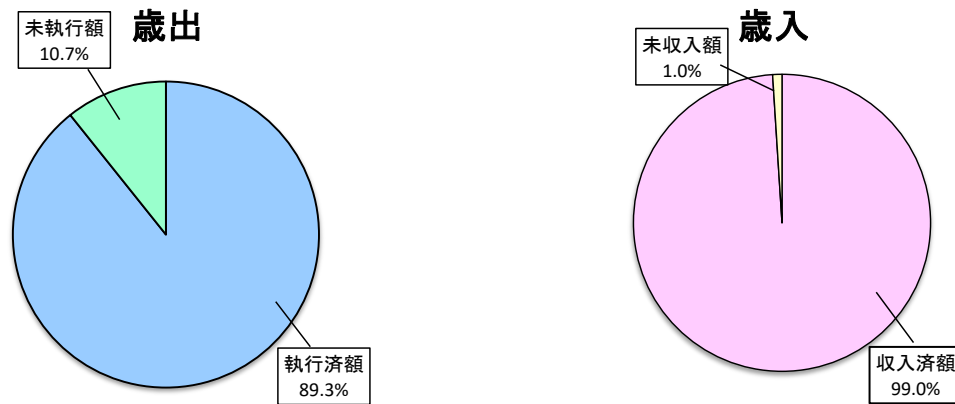 歳出
未執行額
10.7%
執行済額
89.3%
歳入
未収入額
1.0%
収入済額
99.0%